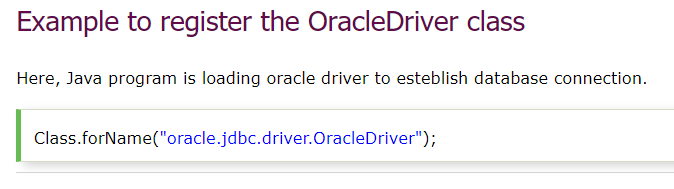 Example to register the OracleDriver class
Here, Java program is loading oracle driver to esteblish database connection.
Class.forName("oracle.jdbc.driver.OracleDriver");